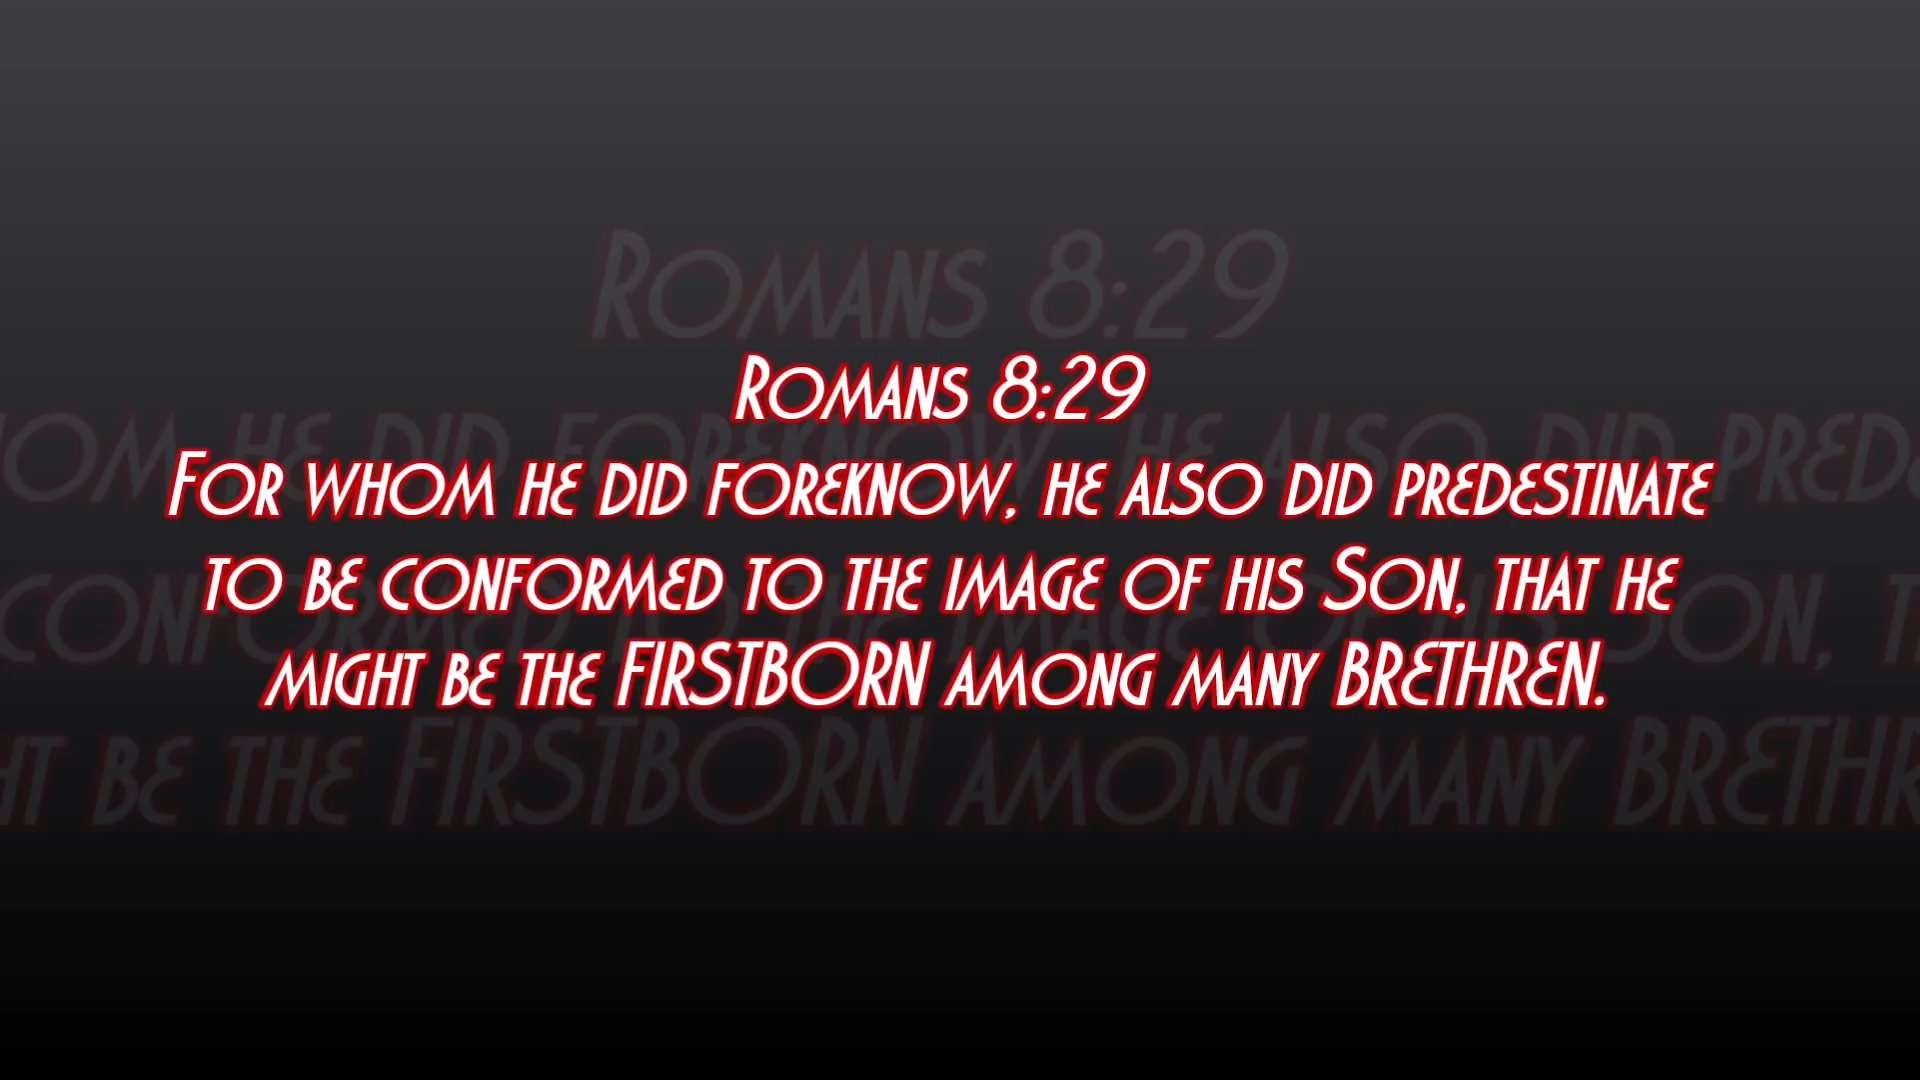 Romans 8:29
For whom he did foreknow, he also did predestinate
to be conformed to the image of his Son, that he
might be the FIRSTBORN among many BRETHREN.